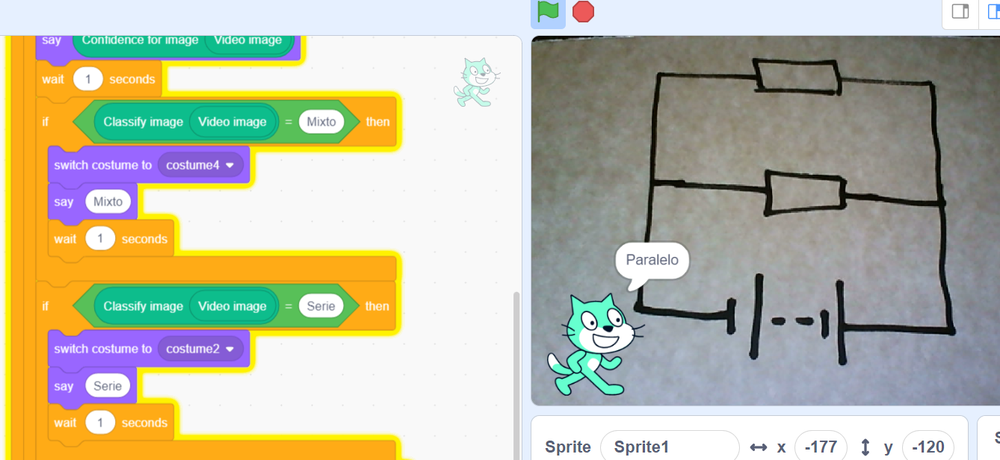 say Confidence for image Video image
wait 1 seconds
if Classify image Video image = Mixto then
switch costume to costume4
say Mixto
wait 1 seconds
if Classify image Video image = Serie then
switch costume to costume2
say Serie
wait 1 seconds
Paralelo
Sprite Sprite1 x -177 y -120